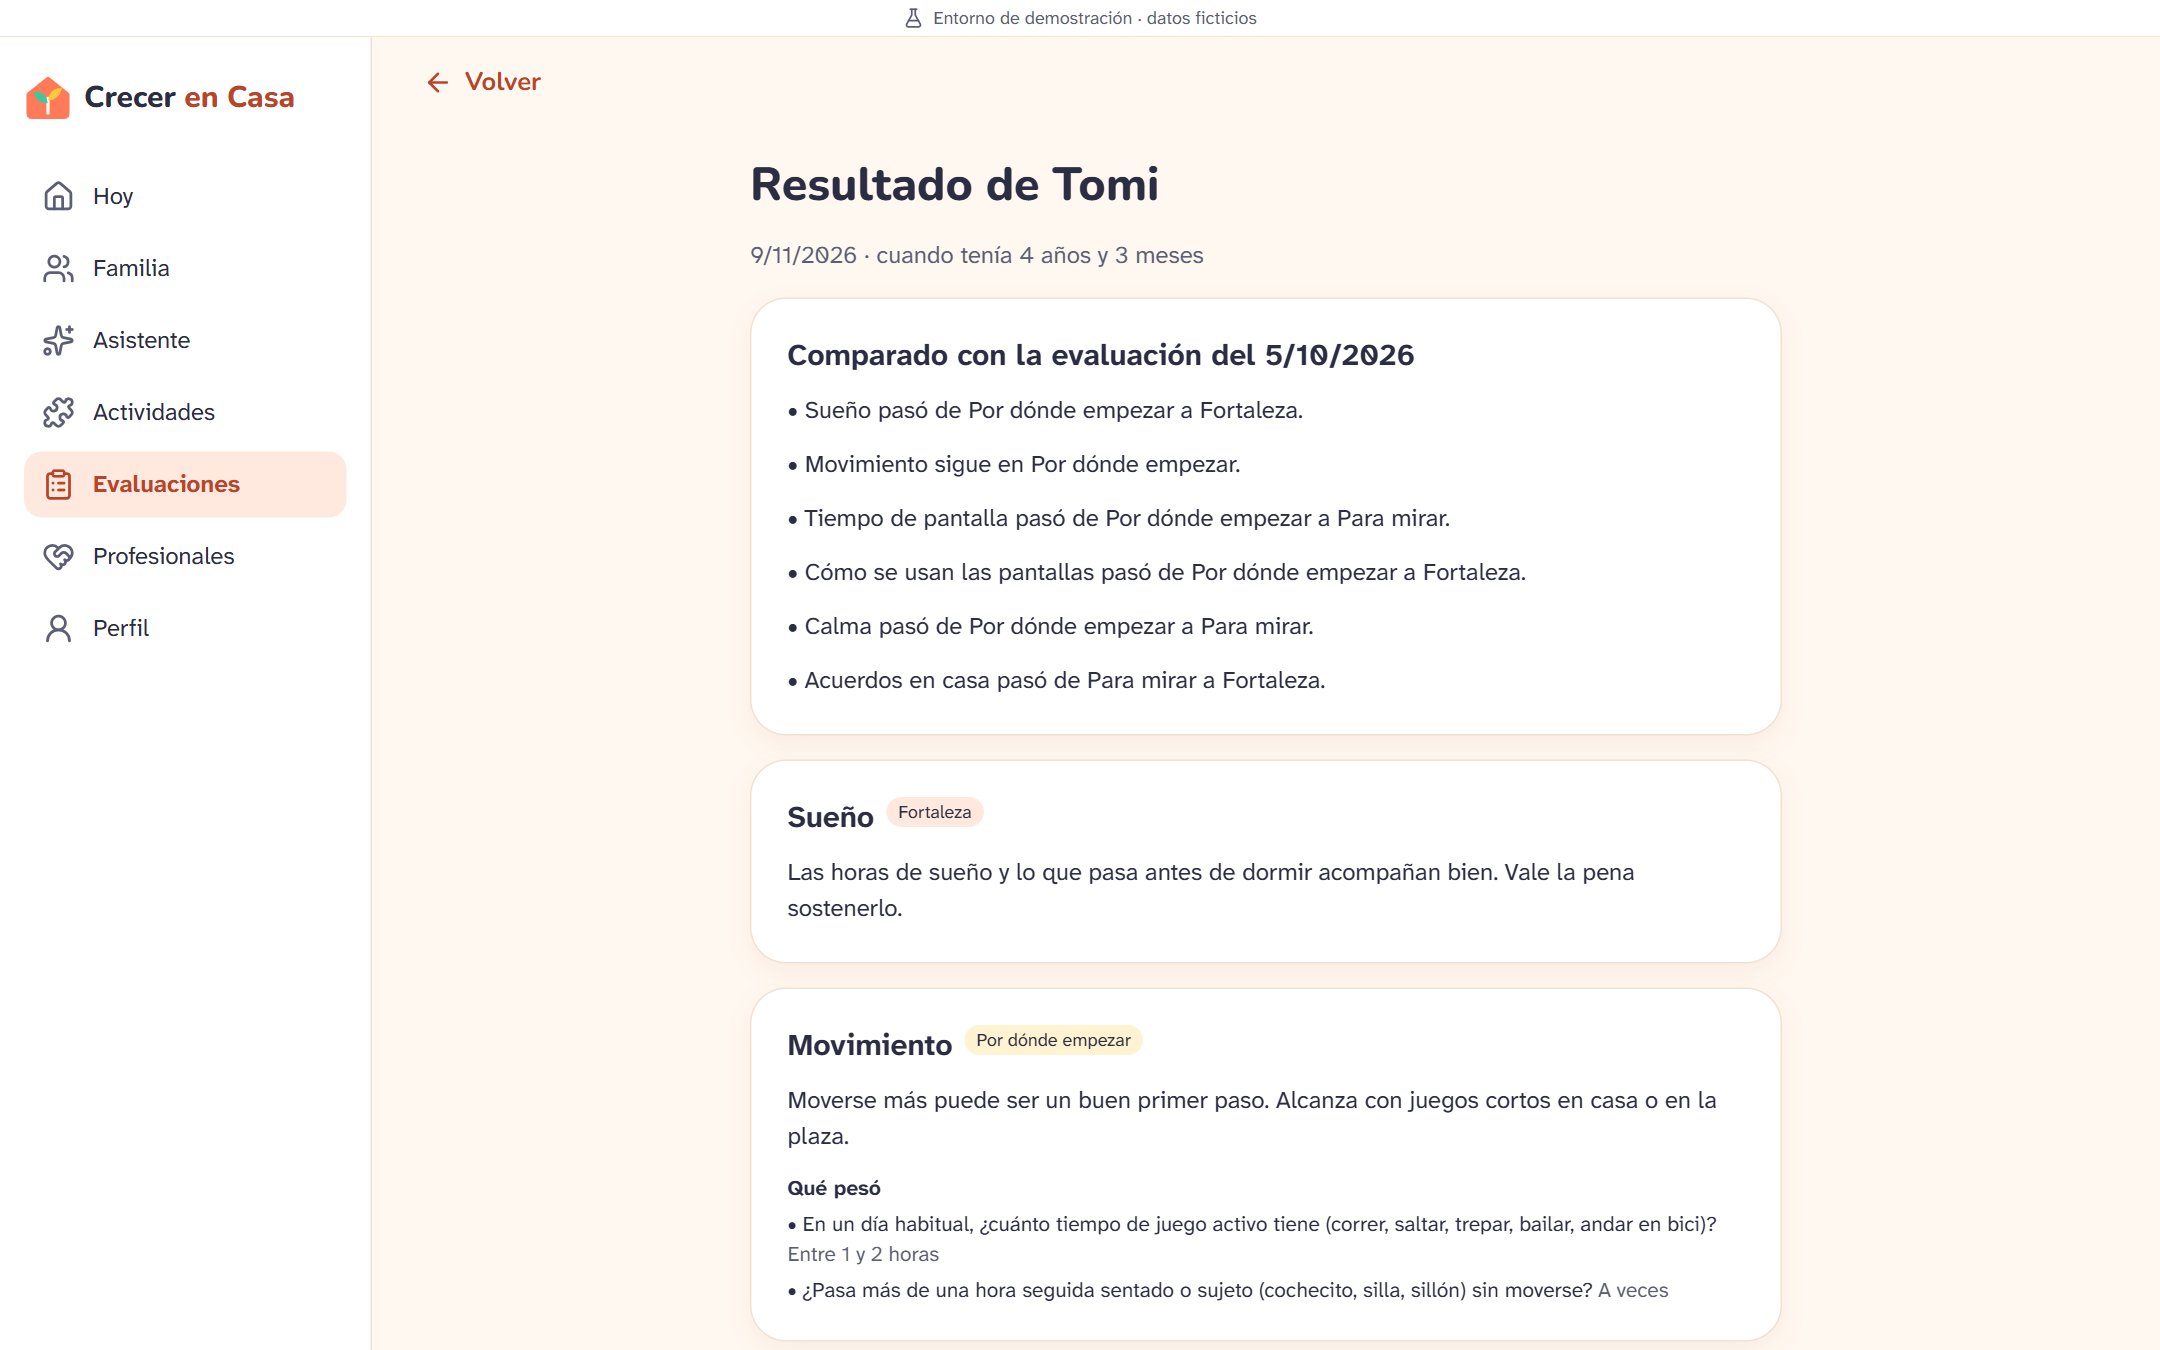 Entorno de demostración · datos ficticios
Crecer en Casa
Hoy
Familia
Asistente
Actividades
Evaluaciones
Profesionales
Perfil
Volver
Resultado de Tomi
9/11/2026 · cuando tenía 4 años y 3 meses
Comparado con la evaluación del 5/10/2026
• Sueño pasó de Por dónde empezar a Fortaleza.
• Movimiento sigue en Por dónde empezar.
• Tiempo de pantalla pasó de Por dónde empezar a Para mirar.
• Cómo se usan las pantallas pasó de Por dónde empezar a Fortaleza.
• Calma pasó de Por dónde empezar a Para mirar.
• Acuerdos en casa pasó de Para mirar a Fortaleza.
Sueño Fortaleza
Las horas de sueño y lo que pasa antes de dormir acompañan bien. Vale la pena
sostenerlo.
Movimiento Por dónde empezar
Moverse más puede ser un buen primer paso. Alcanza con juegos cortos en casa o en la
plaza.
Qué pesó
• En un día habitual, ¿cuánto tiempo de juego activo tiene (correr, saltar, trepar, bailar, andar en bici)?
Entre 1 y 2 horas
• ¿Pasa más de una hora seguida sentado o sujeto (cochecito, silla, sillón) sin moverse? A veces